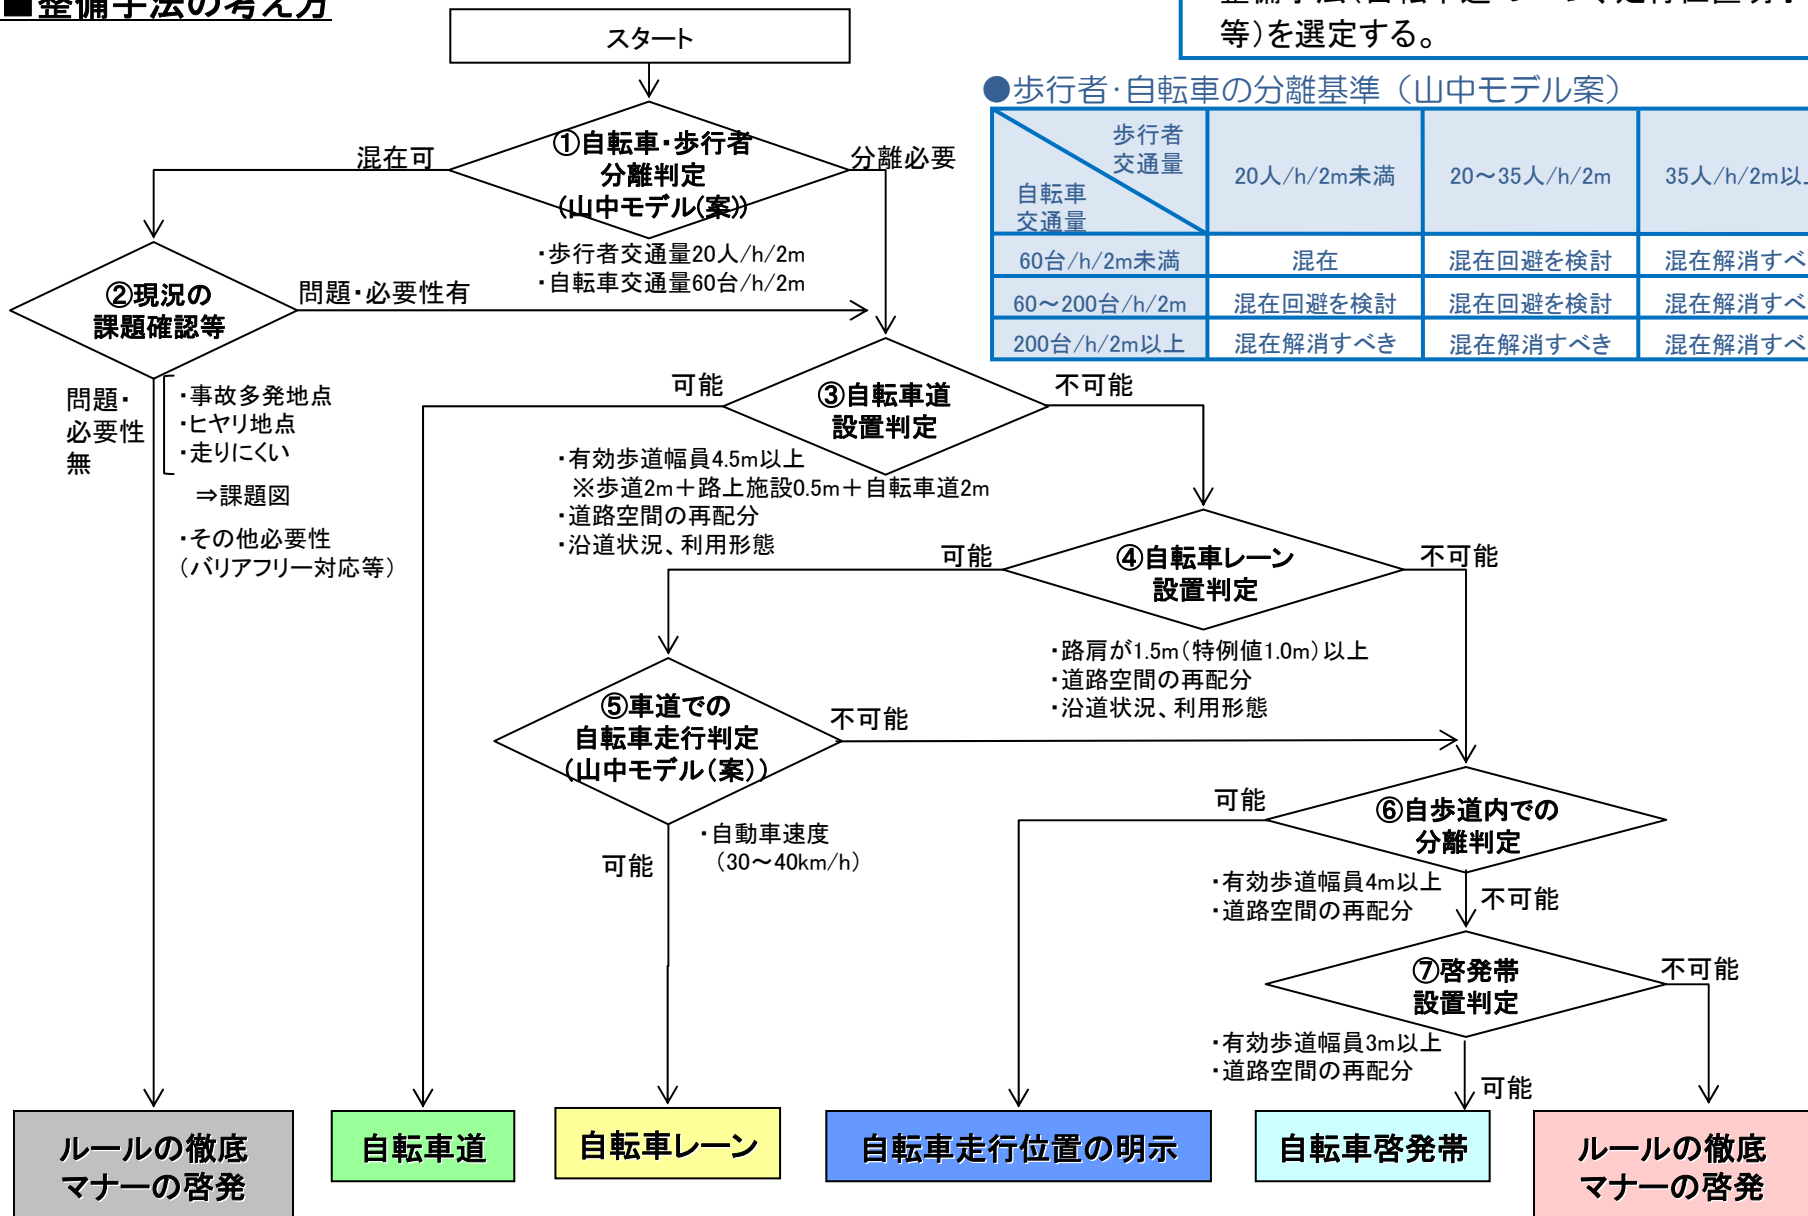 ■整備手法の考え方
等)を選定する。
スタート
●歩行者・自転車の分離基準（山中モデル案）
歩行者
交通量
自転車
交通量
20人/h/2m未満
20～35人/h/2m
35人/h/2m以
60台/h/2m未満
混在
混在回避を検討
混在解消すべ
60～200台/h/2m
混在回避を検討
混在回避を検討
混在解消すべ
200台/h/2m以上
混在解消すべき
混在解消すべき
混在解消すべ
①自転車・歩行者
分離判定
(山中モデル(案))
混在可
分離必要
・歩行者交通量20人/h/2m
・自転車交通量60台/h/2m
②現況の
課題確認等
問題・必要性有
問題・
必要性
無
・事故多発地点
・ヒヤリ地点
・走りにくい
⇒課題図
・その他必要性
（バリアフリー対応等）
③自転車道
設置判定
可能
不可能
・有効歩道幅員4.5m以上
※歩道2m＋路上施設0.5m＋自転車道2m
・道路空間の再配分
・沿道状況、利用形態
④自転車レーン
設置判定
可能
不可能
・路肩が1.5m（特例値1.0m）以上
・道路空間の再配分
・沿道状況、利用形態
⑤車道での
自転車走行判定
（山中モデル（案））
不可能
可能
・自動車速度
（30～40km/h）
⑥自歩道内での
分離判定
可能
不可能
・有効歩道幅員4m以上
・道路空間の再配分
⑦啓発帯
設置判定
不可能
可能
・有効歩道幅員3m以上
・道路空間の再配分
ルールの徹底
マナーの啓発
自転車道
自転車レーン
自転車走行位置の明示
自転車啓発帯
ルールの徹底
マナーの啓発